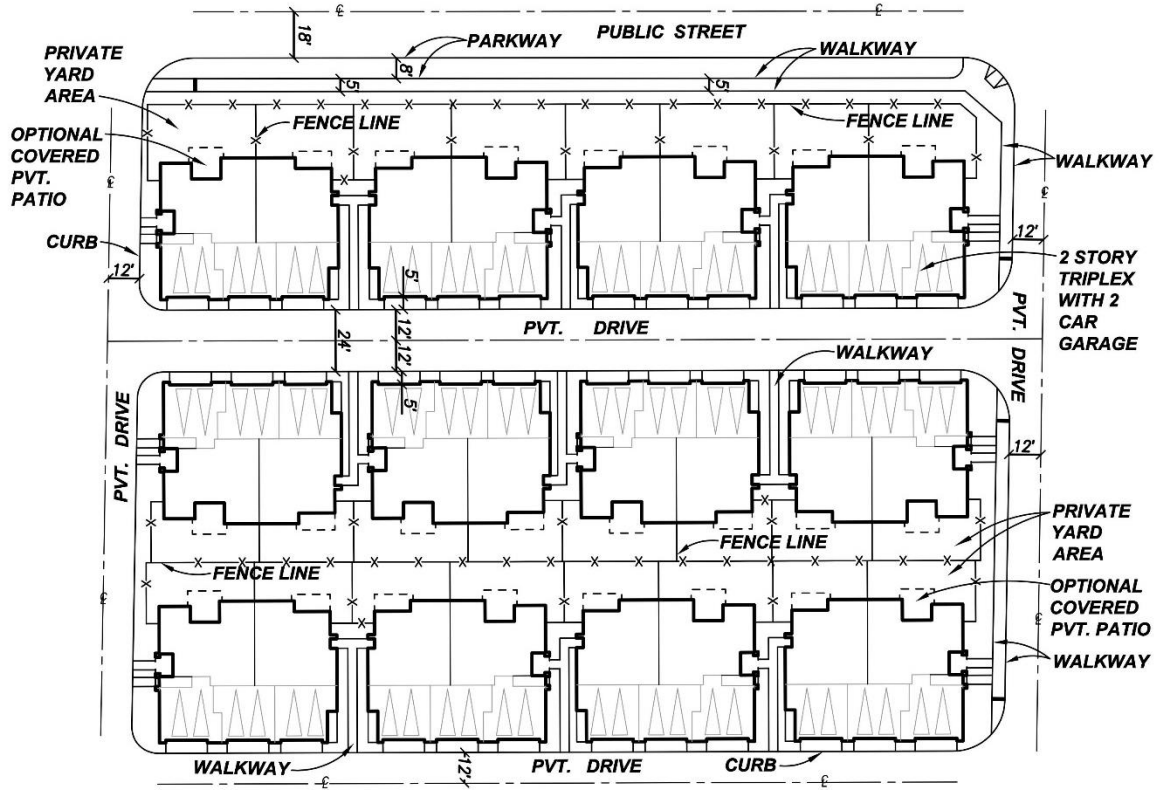 ℄
℄
PUBLIC STREET
18'
PARKWAY
WALKWAY
PRIVATE
YARD
AREA
8'
5'
5'
FENCE LINE
FENCE LINE
OPTIONAL
COVERED
PVT.
PATIO
WALKWAY
℄
℄
CURB
12'
12'
2 STORY
TRIPLEX
WITH 2
CAR
GARAGE
5'
PVT. DRIVE
PVT. DRIVE
24'
12'
12'
WALKWAY
5'
PVT. DRIVE
12'
PRIVATE
YARD
AREA
FENCE LINE
FENCE LINE
OPTIONAL
COVERED
PVT. PATIO
℄
℄
WALKWAY
WALKWAY
12'
PVT. DRIVE
CURB
℄
℄